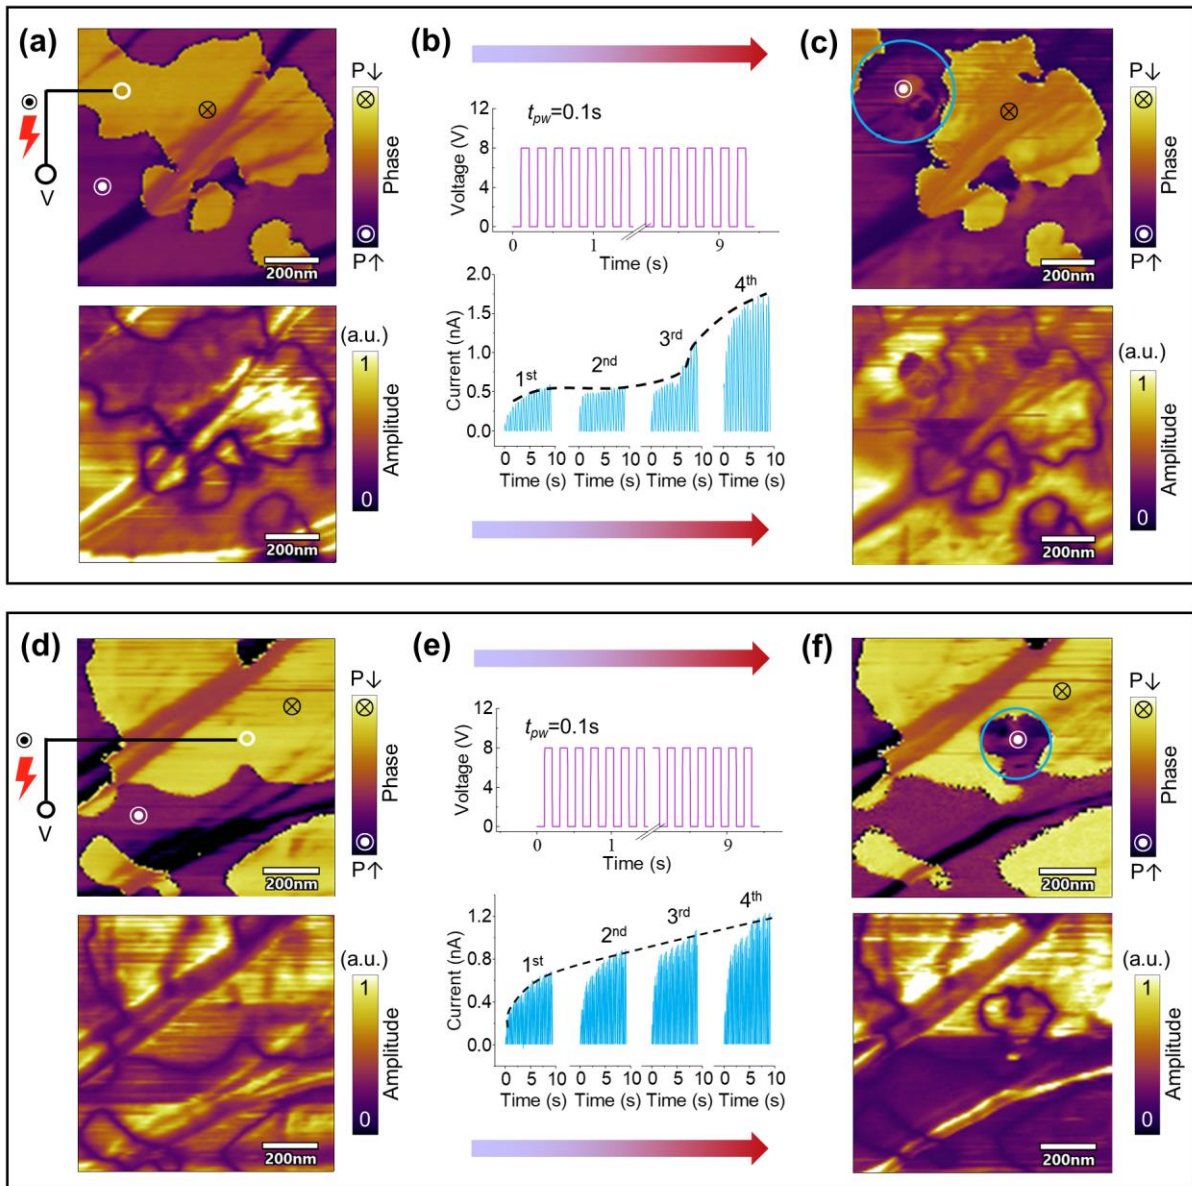 (a)
V
P↓
Phase
P↑
200nm
(a.u.)
1
Amplitude
0
200nm
(b)
12
8
4
0
Voltage (V)
tpw=0.1s
0 1 9
Time (s)
2.0
1.5
1.0
0.5
0.0
Current (nA)
1st
2nd
3rd
4th
0 5 10 0 5 10 0 5 10 0 5 10
Time (s) Time (s) Time (s) Time (s)
(c)
P↓
Phase
P↑
200nm
(a.u.)
1
Amplitude
0
200nm
(d)
V
P↓
Phase
P↑
200nm
(a.u.)
1
Amplitude
0
200nm
(e)
12
8
4
0
Voltage (V)
tpw=0.1s
0 1 9
Time (s)
1.2
0.8
0.4
0.0
Current (nA)
1st
2nd
3rd
4th
0 5 10 0 5 10 0 5 10 0 5 10
Time (s) Time (s) Time (s) Time (s)
(f)
P↓
Phase
P↑
200nm
(a.u.)
1
Amplitude
0
200nm